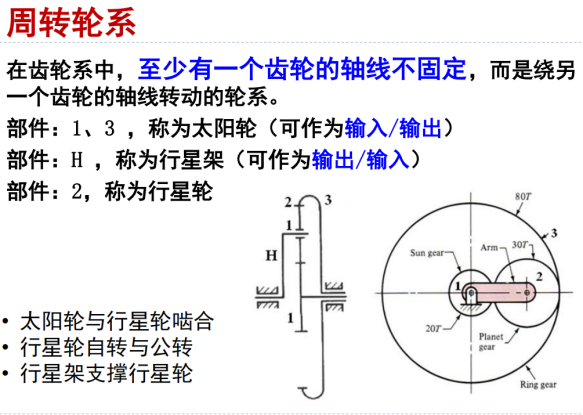 周转轮系
在齿轮系中，至少有一个齿轮的轴线不固定，而是绕另
一个齿轮的轴线转动的轮系。
部件：1、3 ，称为太阳轮（可作为输入/输出）
部件：H ，称为行星架（可作为输出/输入）
部件：2，称为行星轮
2
3
1
H
1
80T
3
Sun gear
Arm
30T
1
2
20T
Planet
gear
Ring gear
• 太阳轮与行星轮啮合
• 行星轮自转与公转
• 行星架支撑行星轮